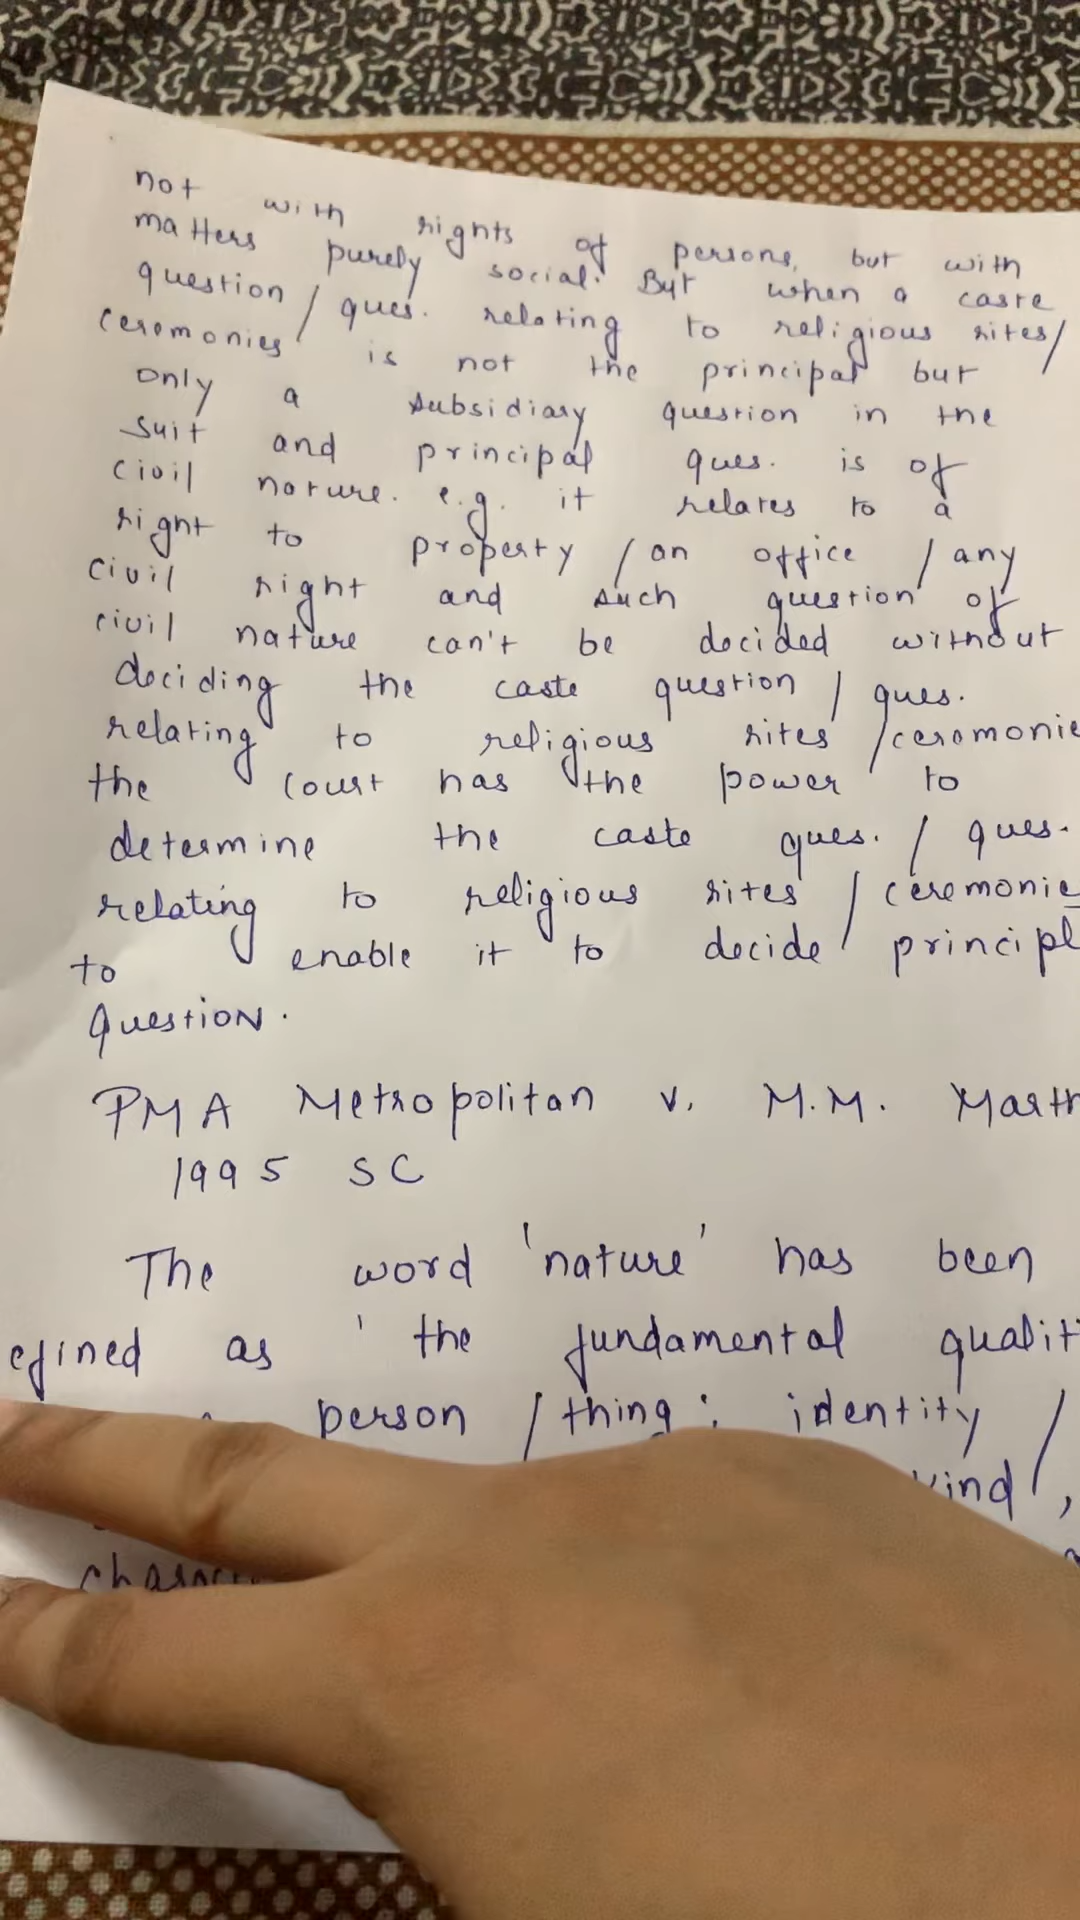 not with rights of persons, but with
matters purely social. But when a caste
question / ques. relating to religious rites/
ceremonies is not the principal but
only a subsidiary question in the
suit and principal ques. is of
civil nature. e.g. it relates to a
right to property / an office / any
civil right and such question of
civil nature can't be decided without
deciding the caste question / ques.
relating to religious rites / ceremonie
the court has the power to
determine the caste ques. / ques.
relating to religious rites / ceremonie
to enable it to decide principl
Question.
PMA Metropolitan v. M.M. Marth
1995 SC
The word 'nature' has been
efined as ' the fundamental qualiti
person / thing; identity /
kind,